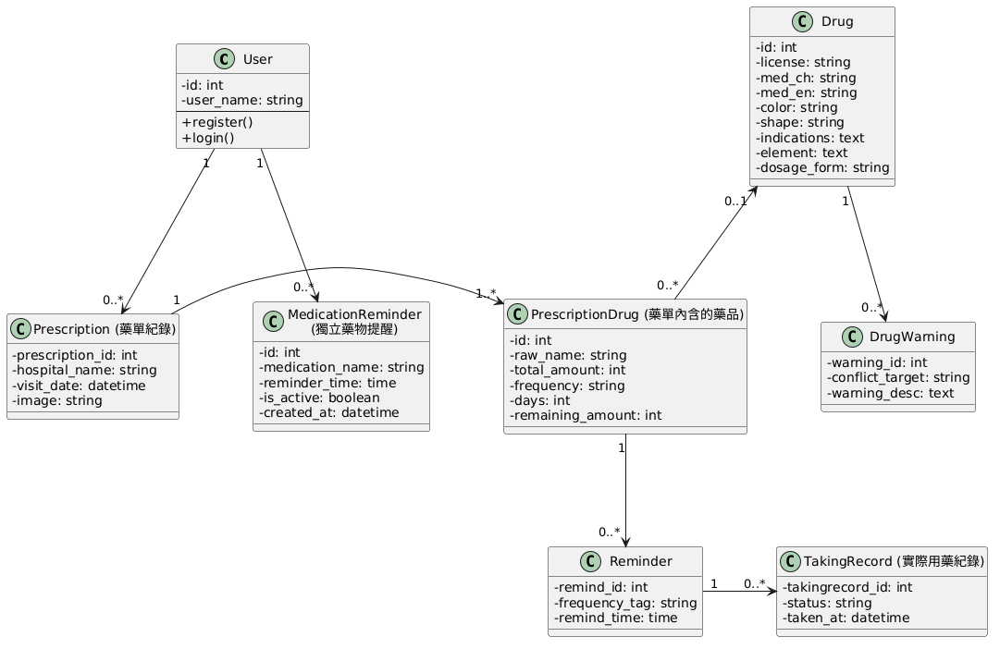 C User
-id: int
-user_name: string
+register()
+login()
1
1
C Drug
-id: int
-license: string
-med_ch: string
-med_en: string
-color: string
-shape: string
-indications: text
-element: text
-dosage_form: string
0..1
1
0..*
C Prescription (藥單紀錄)
-prescription_id: int
-hospital_name: string
-visit_date: datetime
-image: string
1
0..*
C MedicationReminder
(獨立藥物提醒)
-id: int
-medication_name: string
-reminder_time: time
-is_active: boolean
-created_at: datetime
1..*
0..*
C PrescriptionDrug (藥單內含的藥品)
-id: int
-raw_name: string
-total_amount: int
-frequency: string
-days: int
-remaining_amount: int
1
0..*
C DrugWarning
-warning_id: int
-conflict_target: string
-warning_desc: text
0..*
C Reminder
-remind_id: int
-frequency_tag: string
-remind_time: time
1
0..*
C TakingRecord (實際用藥紀錄)
-takingrecord_id: int
-status: string
-taken_at: datetime